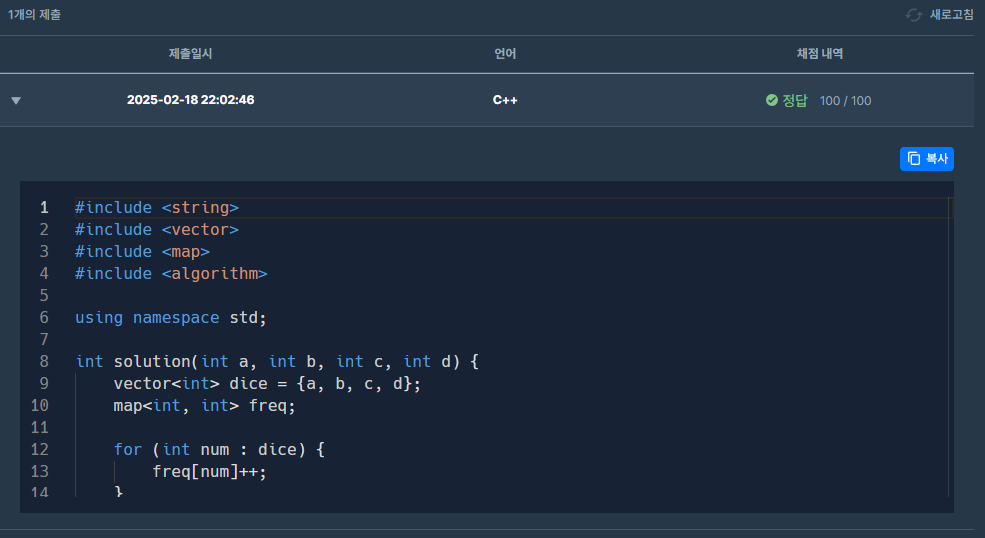 1개의 제출 새로고침
제출일시 언어 채점 내역
2025-02-18 22:02:46 C++ 정답 100 / 100
복사
1 #include <string>
2 #include <vector>
3 #include <map>
4 #include <algorithm>
5
6 using namespace std;
7
8 int solution(int a, int b, int c, int d) {
9     vector<int> dice = {a, b, c, d};
10     map<int, int> freq;
11
12     for (int num : dice) {
13         freq[num]++;
14     }